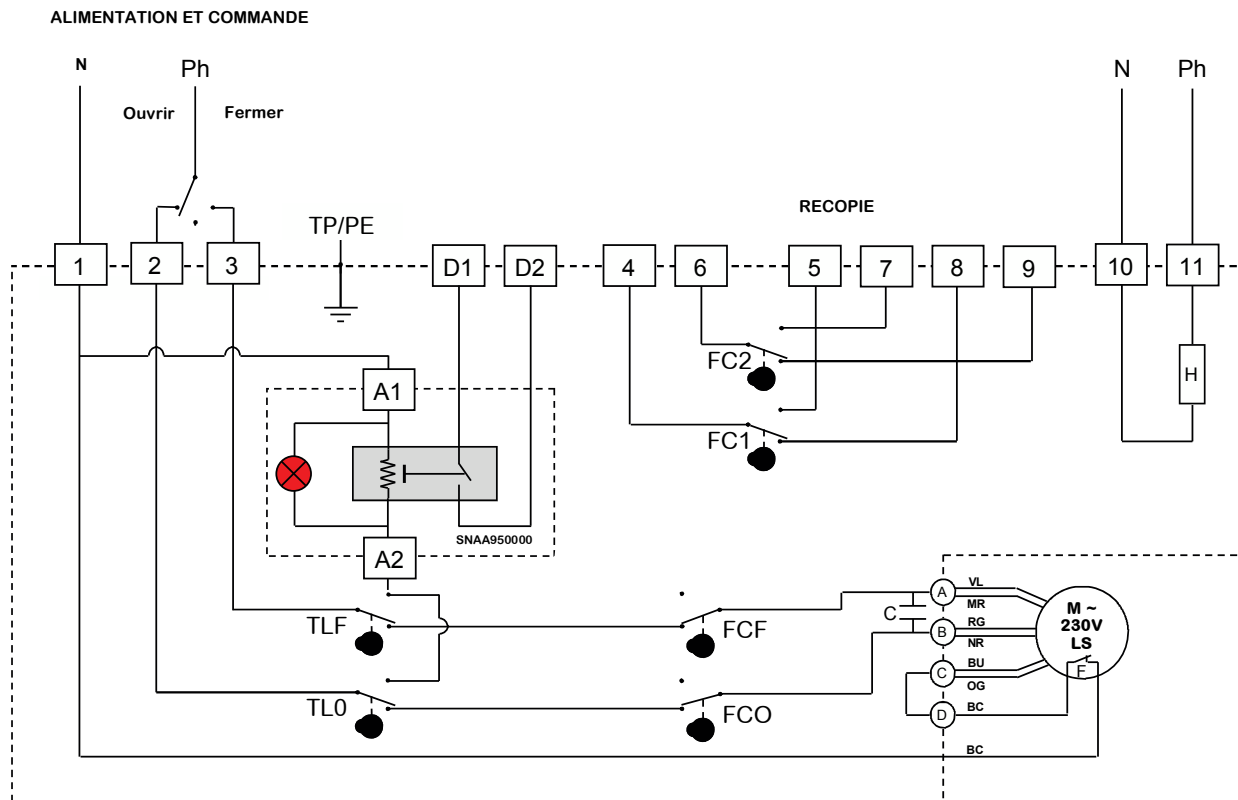 ALIMENTATION ET COMMANDE
N
Ph
Ouvrir
Fermer
N
Ph
RECOPIE
TP/PE
1
2
3
D1
D2
4
6
5
7
8
9
10
11
FC2
H
A1
FC1
SNAA950000
A2
TLF
FCF
TL0
FCO
A
VL
MR
C
B
RG
NR
C
BU
OG
D
BC
BC
M ~
230V
LS
F